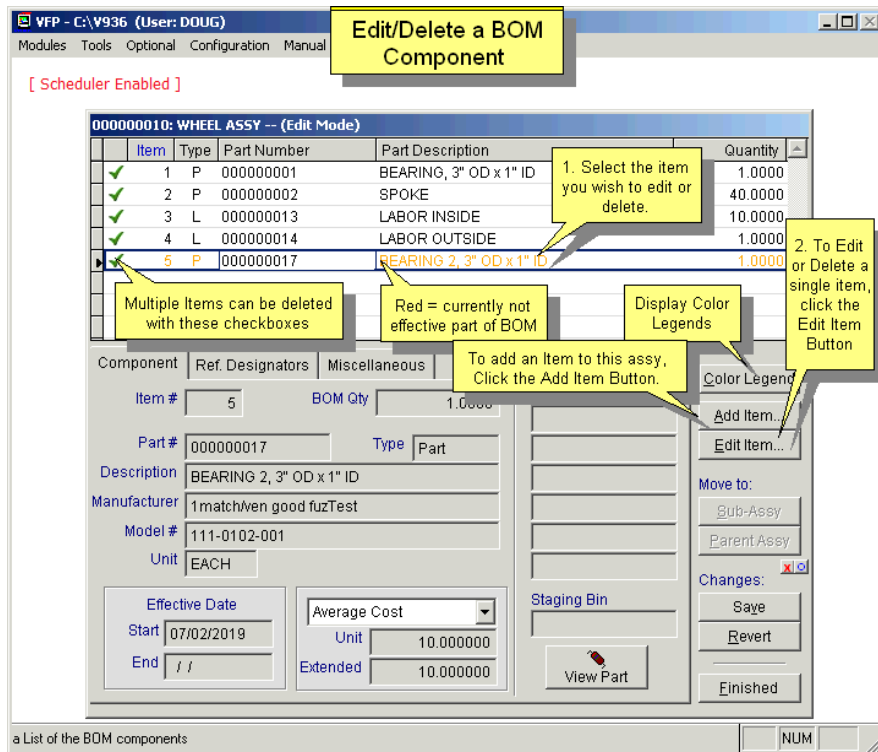 VFP - C:\V936 (User: DOUG)
Edit/Delete a BOM
Component
Modules Tools Optional Configuration Manual
[ Scheduler Enabled ]
000000010: WHEEL ASSY -- (Edit Mode)
Item Type Part Number Part Description Quantity
1 P 000000001 BEARING, 3" OD x 1" ID 1.0000
2 P 000000002 SPOKE 40.0000
3 L 000000013 LABOR INSIDE 10.0000
4 L 000000014 LABOR OUTSIDE 1.0000
5 P 000000017 BEARING 2, 3" OD x 1" ID 1.0000
1. Select the item
you wish to edit or
delete.
2. To Edit
or Delete a
single item,
click the
Edit Item
Button
Multiple Items can be deleted
with these checkboxes
Red = currently not
effective part of BOM
Display Color
Legends
To add an Item to this assy,
Click the Add Item Button.
Component Ref. Designators Miscellaneous
Item # 5 BOM Qty 1.0000
Part # 000000017 Type Part
Description BEARING 2, 3" OD x 1" ID
Manufacturer 1match/ven good fuzTest
Model # 111-0102-001
Unit EACH
Effective Date
Start 07/02/2019
End / /
Average Cost
Unit 10.000000
Extended 10.000000
Staging Bin
View Part
Color Legend
Add Item...
Edit Item...
Move to:
Sub-Assy
Parent Assy
Changes:
Save
Revert
Finished
a List of the BOM components NUM